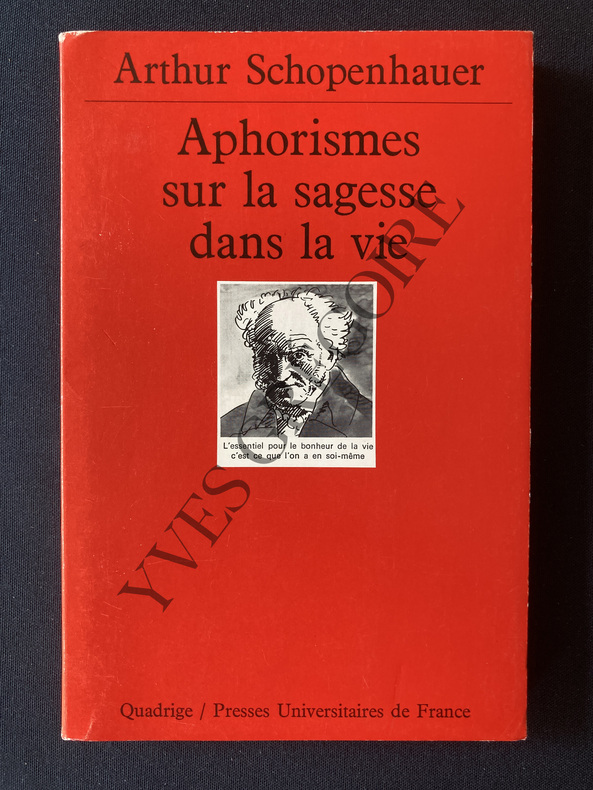 Arthur Schopenhauer
Aphorismes
sur la sagesse
dans la vie
L'essentiel pour le bonheur de la vie
c'est ce que l'on a en soi-même
YVES
OIRE
Quadrige / Presses Universitaires de France